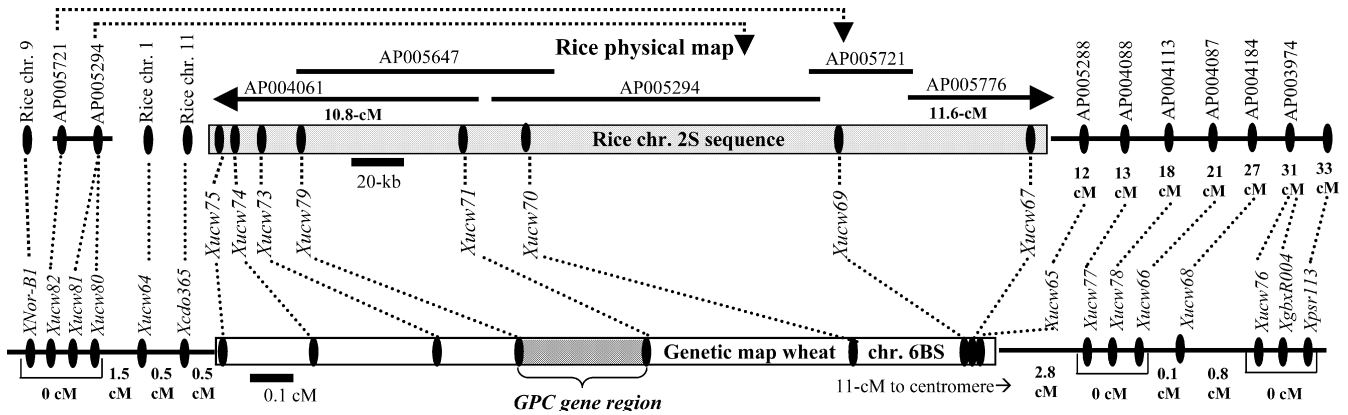 Rice chr. 9
AP005721
AP005294
Rice chr. 1
Rice chr. 11
Rice physical map
AP005647
AP005721
AP004061
AP005294
AP005776
10.8-cM
11.6-cM
Rice chr. 2S sequence
20-kb
AP005288
AP004088
AP004113
AP004087
AP004184
AP003974
12 cM
13 cM
18 cM
21 cM
27 cM
31 cM
33 cM
Xucw75
Xucw74
Xucw73
Xucw79
Xucw71
Xucw70
Xucw69
Xucw67
XNor-B1
Xucw82
Xucw81
Xucw80
Xucw64
Xcdo365
Xucw65
Xucw77
Xucw78
Xucw66
Xucw68
Xucw76
XgbxR004
Xpsr113
Genetic map wheat chr. 6BS
0 cM
1.5 cM
0.5 cM
0.5 cM
0.1 cM
GPC gene region
11-cM to centromere→
2.8 cM
0 cM
0.1 cM
0.8 cM
0 cM